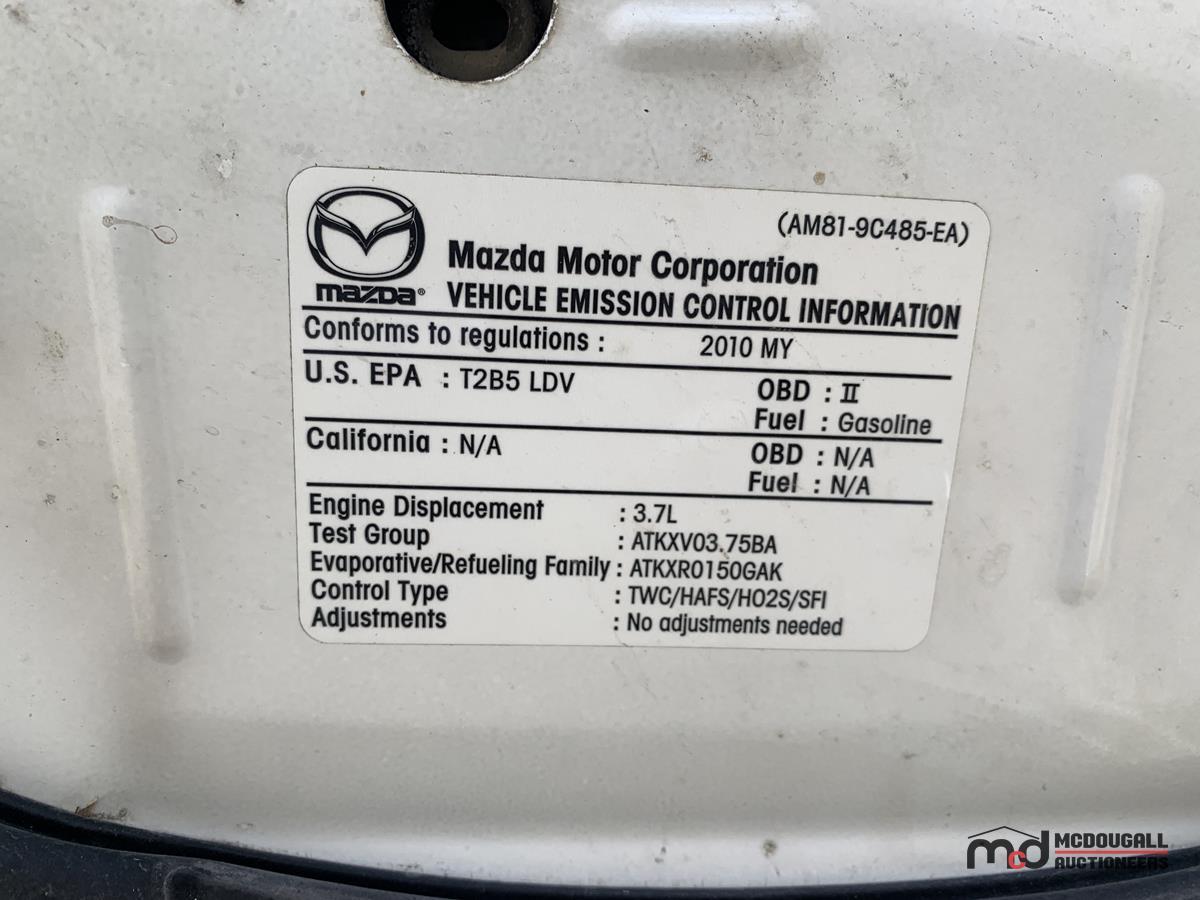 (AM81-9C485-EA)
mazda®
Mazda Motor Corporation
VEHICLE EMISSION CONTROL INFORMATION
Conforms to regulations : 2010 MY
U.S. EPA : T2B5 LDV OBD : II
Fuel : Gasoline
California : N/A OBD : N/A
Fuel : N/A
Engine Displacement : 3.7L
Test Group : ATKXV03.75BA
Evaporative/Refueling Family : ATKXR0150GAK
Control Type : TWC/HAFS/HO2S/SFI
Adjustments : No adjustments needed
mcd MCDOUGALL
AUCTIONEERS